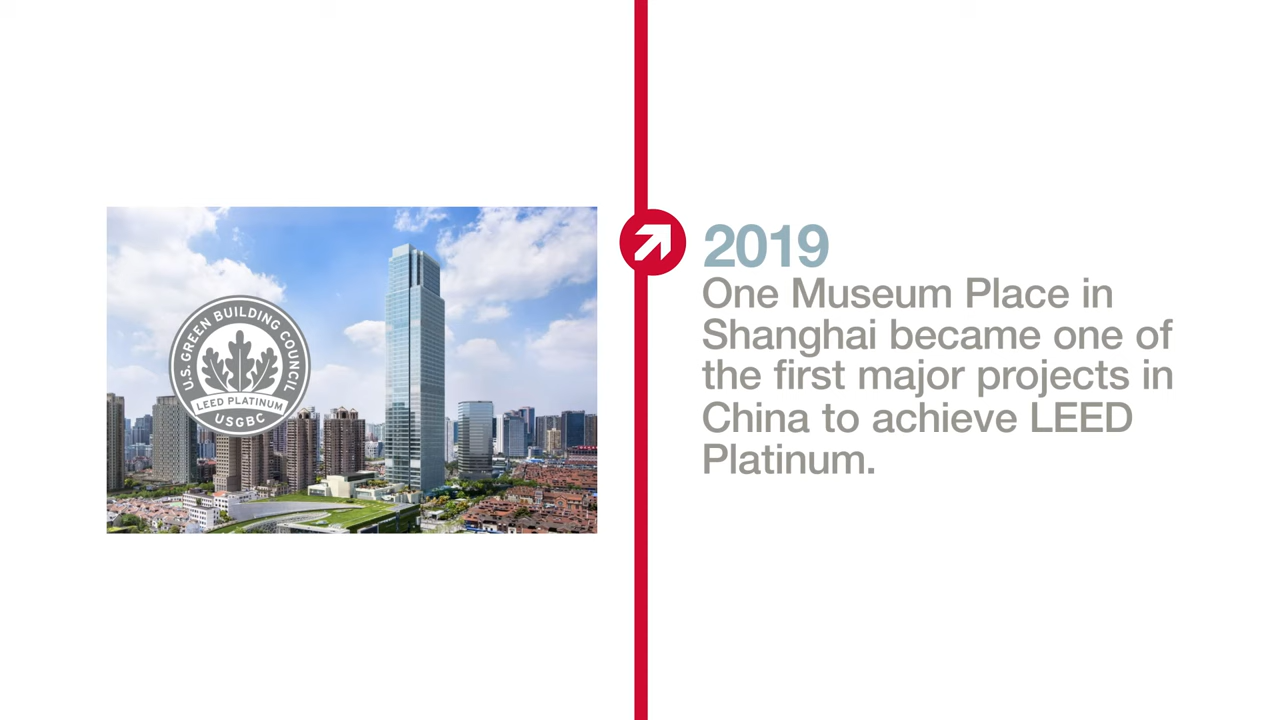 U.S. GREEN BUILDING COUNCIL
LEED PLATINUM
USGBC
2019
One Museum Place in
Shanghai became one of
the first major projects in
China to achieve LEED
Platinum.